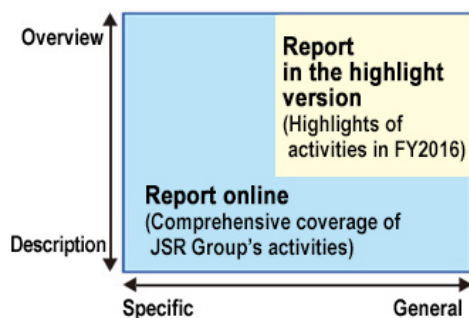 Overview
Report
in the highlight
version
(Highlights of
activities in FY2016)
Report online
(Comprehensive coverage of
JSR Group's activities)
Description
Specific
General